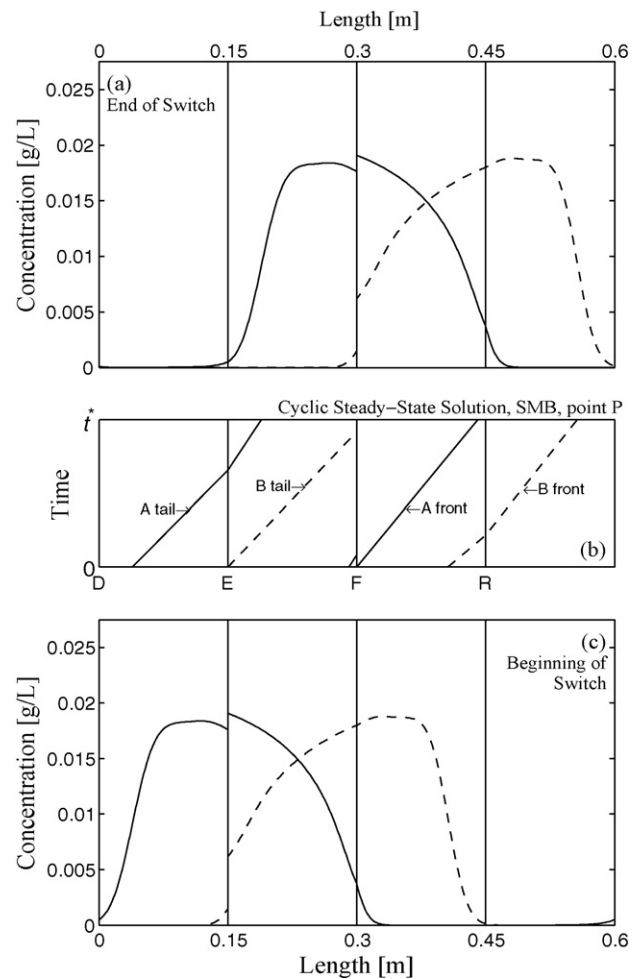 Length [m]
0 0.15 0.3 0.45 0.6
(a)
End of Switch
Concentration [g/L]
0.025
0.02
0.015
0.01
0.005
0
Cyclic Steady–State Solution, SMB, point P
t*
Time
0
A tail→
B tail→
←A front
←B front
(b)
D E F R
(c)
Beginning of
Switch
Concentration [g/L]
0.025
0.02
0.015
0.01
0.005
0
0 0.15 0.3 0.45 0.6
Length [m]